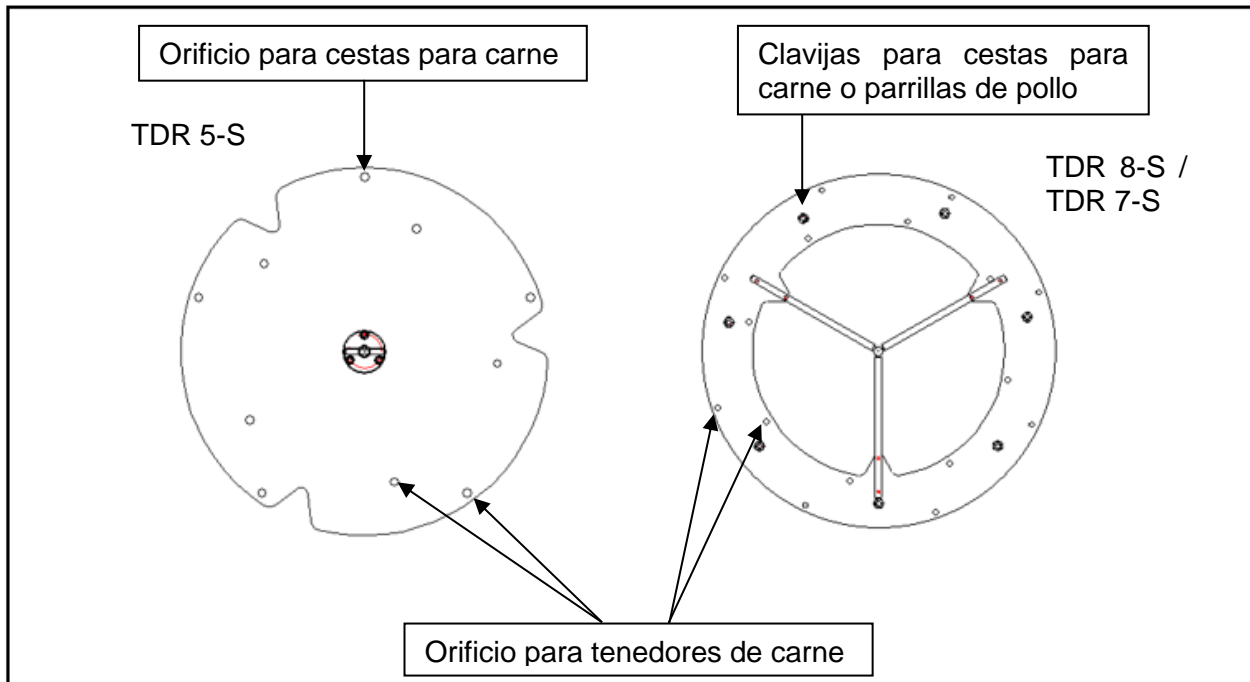 Orificio para cestas para carne
Clavijas para cestas para
carne o parrillas de pollo
TDR 5-S
TDR 8-S /
TDR 7-S
Orificio para tenedores de carne